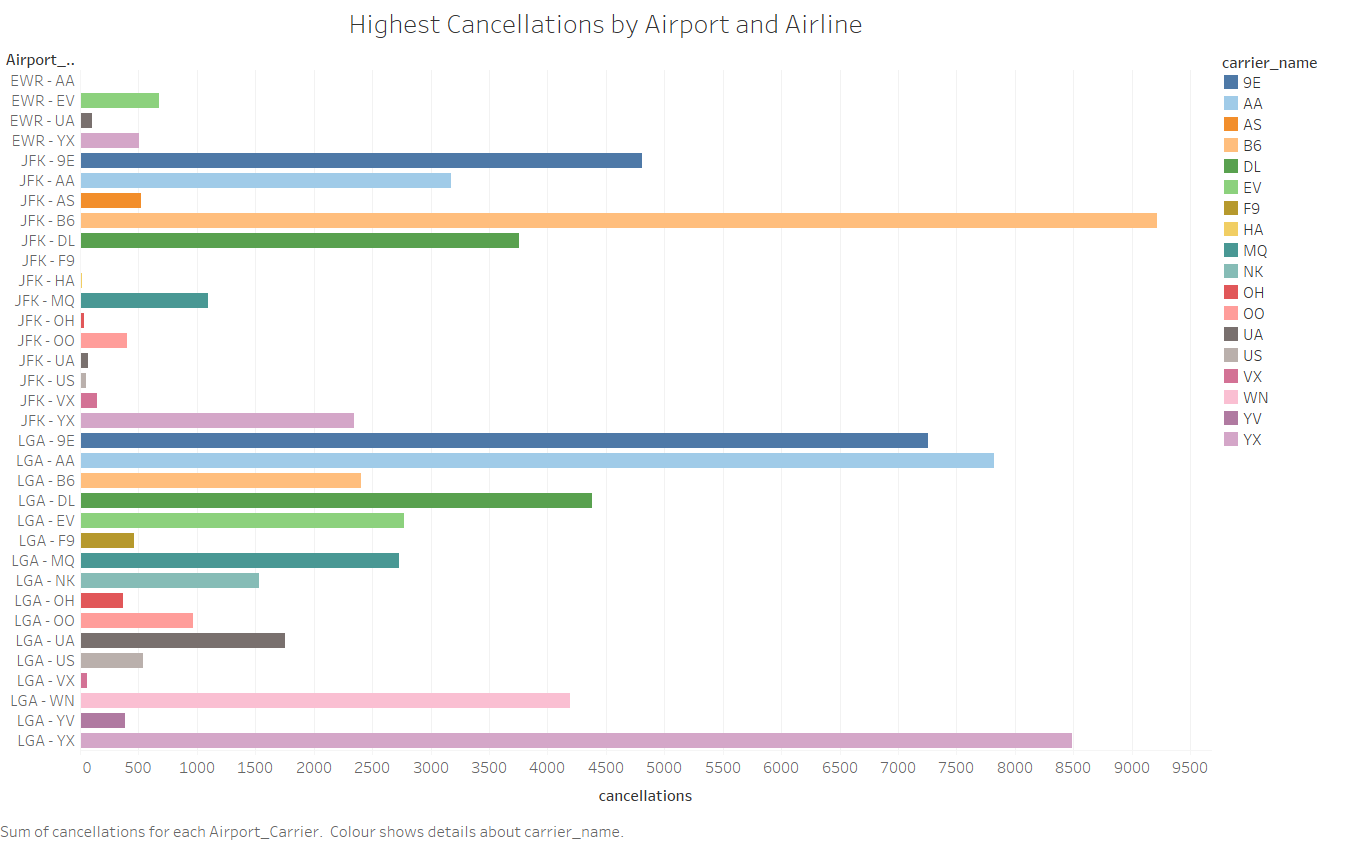 Highest Cancellations by Airport and Airline
Airport_..
EWR - AA
EWR - EV
EWR - UA
EWR - YX
JFK - 9E
JFK - AA
JFK - AS
JFK - B6
JFK - DL
JFK - F9
JFK - HA
JFK - MQ
JFK - OH
JFK - OO
JFK - UA
JFK - US
JFK - VX
JFK - YX
LGA - 9E
LGA - AA
LGA - B6
LGA - DL
LGA - EV
LGA - F9
LGA - MQ
LGA - NK
LGA - OH
LGA - OO
LGA - UA
LGA - US
LGA - VX
LGA - WN
LGA - YV
LGA - YX
0 500 1000 1500 2000 2500 3000 3500 4000 4500 5000 5500 6000 6500 7000 7500 8000 8500 9000 9500
cancellations
carrier_name
9E
AA
AS
B6
DL
EV
F9
HA
MQ
NK
OH
OO
UA
US
VX
WN
YV
YX
Sum of cancellations for each Airport_Carrier.  Colour shows details about carrier_name.